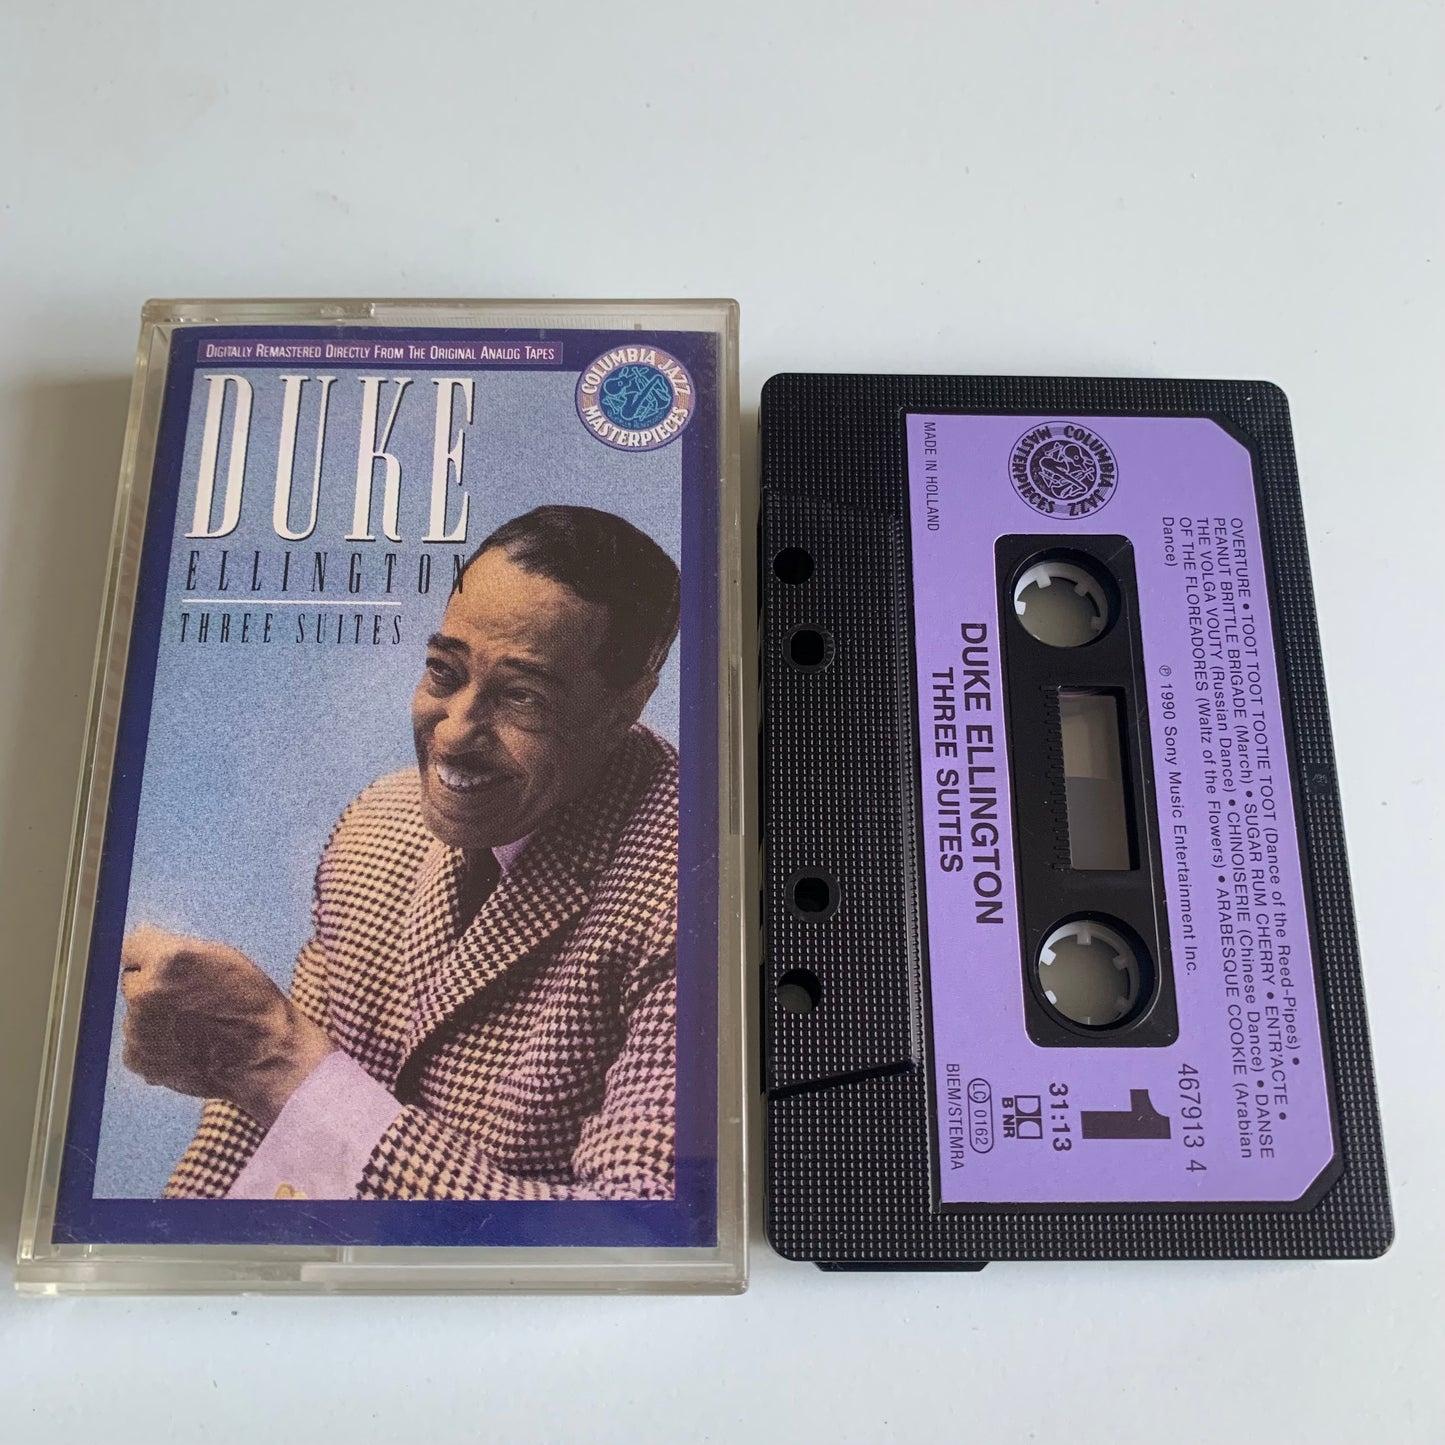 DIGITALLY REMASTERED DIRECTLY FROM THE ORIGINAL ANALOG TAPES
COLUMBIA JAZZ
MASTERPIECES
DUKE
ELLINGTON
THREE SUITES
COLUMBIA JAZZ
MASTERPIECES
MADE IN HOLLAND
OVERTURE • TOOT TOOT TOOTIE TOOT (Dance of the Reed-Pipes) •
PEANUT BRITTLE BRIGADE (March) • SUGAR RUM CHERRY • ENTR'ACTE •
THE VOLGA VOUTY (Russian Dance) • CHINOISERIE (Chinese Dance) • DANSE
OF THE FLOREADORES (Waltz of the Flowers) • ARABESQUE COOKIE (Arabian
Dance)
℗ 1990 Sony Music Entertainment Inc.
DUKE ELLINGTON
THREE SUITES
467913 4
1
31:13
B NR
LC 0162
BIEM/STEMRA